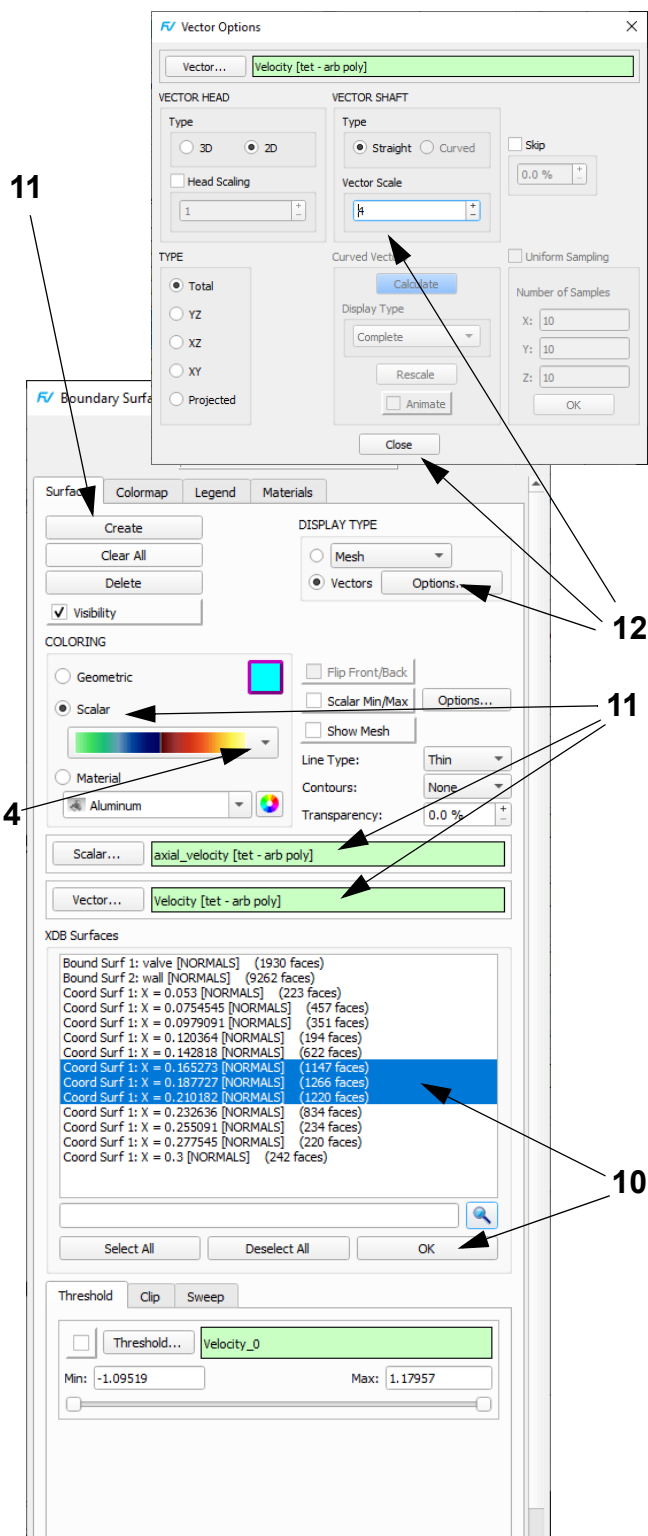 Vector Options
Vector... Velocity [tet - arb poly]
VECTOR HEAD
VECTOR SHAFT
Type
3D 2D
Type
Straight Curved
Skip
0.0 %
11
Head Scaling
1
Vector Scale
4
TYPE
Total
YZ
XZ
XY
Projected
Calculate
Display Type
Complete
Rescale
Animate
Uniform Sampling
Number of Samples
X: 10
Y: 10
Z: 10
OK
Close
Colormap Legend Materials
Create
Clear All
Delete
Visibility
DISPLAY TYPE
Mesh
Vectors
12
COLORING
Geometric
Scalar
Material
Aluminum
4
Flip Front/Back
Scalar Min/Max Options...
Show Mesh
11
Line Type: Thin
Contours: None
Transparency: 0.0 %
Scalar... axial_velocity [tet - arb poly]
Vector... Velocity [tet - arb poly]
XDB Surfaces
Bound Surf 1: valve [NORMALS] (1930 faces)
Bound Surf 2: wall [NORMALS] (9262 faces)
Coord Surf 1: X = 0.053 [NORMALS] (223 faces)
Coord Surf 1: X = 0.0754545 [NORMALS] (457 faces)
Coord Surf 1: X = 0.0979091 [NORMALS] (351 faces)
Coord Surf 1: X = 0.120364 [NORMALS] (194 faces)
Coord Surf 1: X = 0.142818 [NORMALS] (622 faces)
Coord Surf 1: X = 0.165273 [NORMALS] (1147 faces)
Coord Surf 1: X = 0.187727 [NORMALS] (1266 faces)
Coord Surf 1: X = 0.210182 [NORMALS] (1220 faces)
Coord Surf 1: X = 0.232636 [NORMALS] (834 faces)
Coord Surf 1: X = 0.255091 [NORMALS] (234 faces)
Coord Surf 1: X = 0.277545 [NORMALS] (220 faces)
Coord Surf 1: X = 0.3 [NORMALS] (242 faces)
10
Select All Deselect All OK
Threshold Clip Sweep
Threshold... Velocity_0
Min: -1.09519 Max: 1.17957